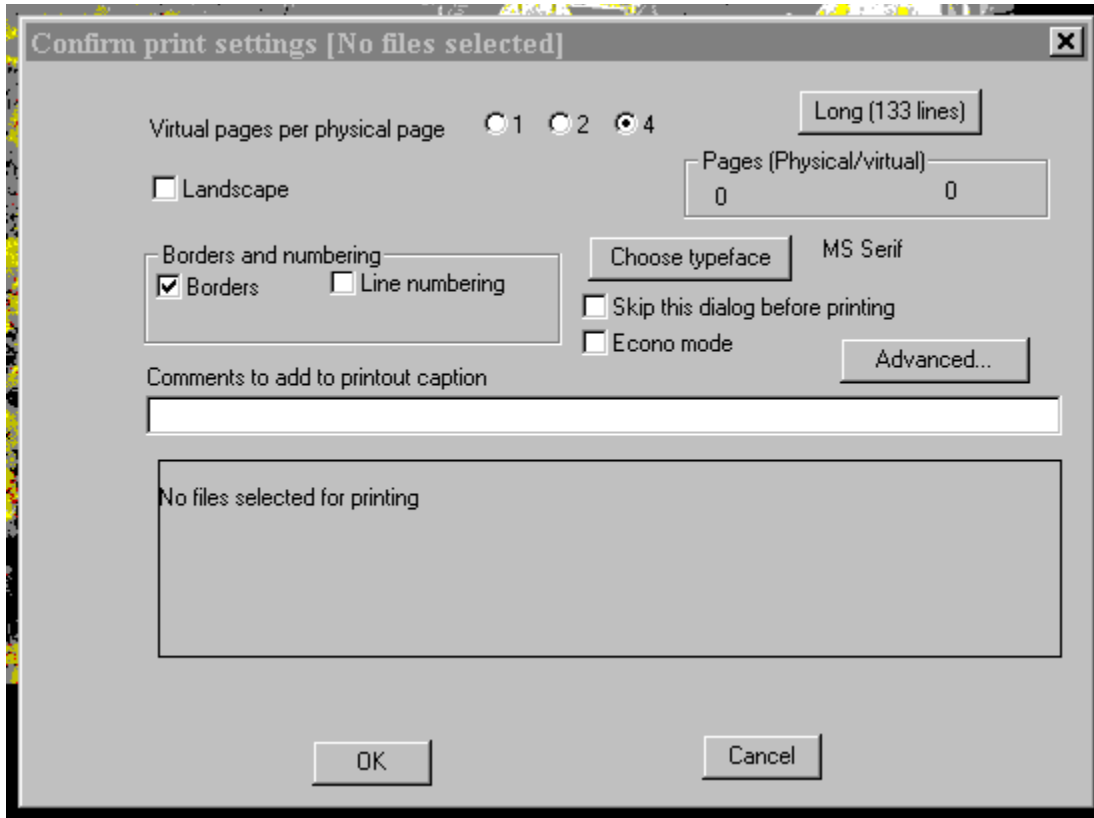 Confirm print settings [No files selected]
Virtual pages per physical page 1 2 4
Long (133 lines)
Pages (Physical/virtual)
0 0
Landscape
Borders and numbering
Borders Line numbering
Choose typeface MS Serif
Skip this dialog before printing
Econo mode
Advanced...
Comments to add to printout caption
No files selected for printing
OK Cancel